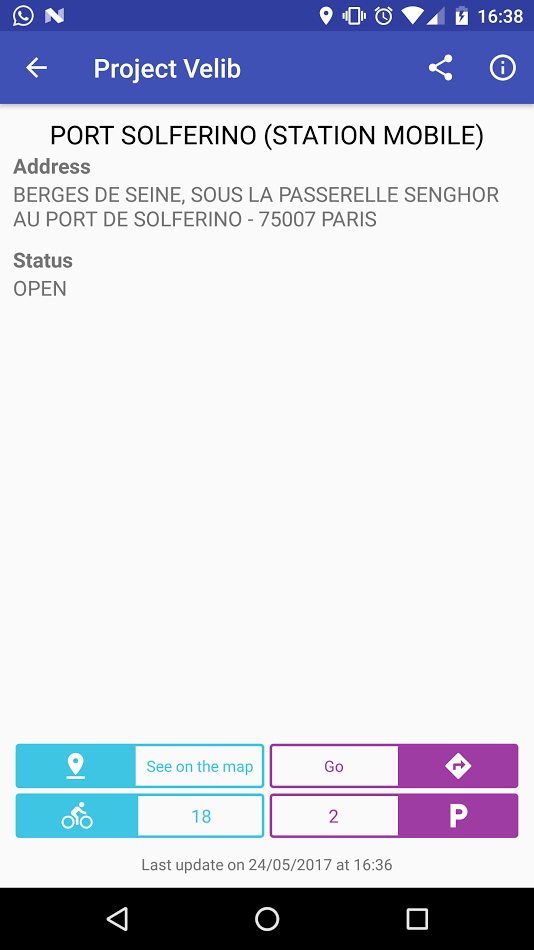 16:38
Project Velib
PORT SOLFERINO (STATION MOBILE)
Address
BERGES DE SEINE, SOUS LA PASSERELLE SENGHOR
AU PORT DE SOLFERINO - 75007 PARIS
Status
OPEN
See on the map
Go
18
2
P
Last update on 24/05/2017 at 16:36